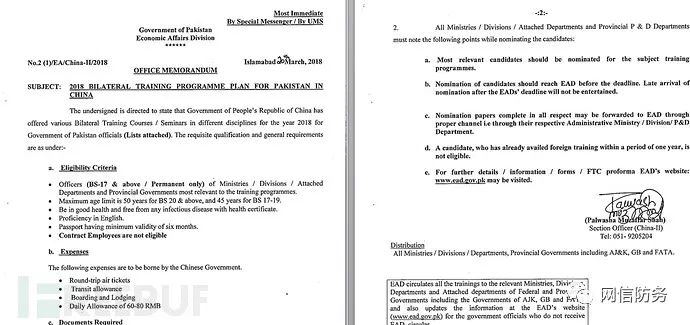 Most Immediate
By Special Messenger / By UMS
Government of Pakistan
Economic Affairs Division
******
No.2 (1)/EA/China-II/2018
Islamabad March, 2018
OFFICE MEMORANDUM
SUBJECT: 2018 BILATERAL TRAINING PROGRAMME PLAN FOR PAKISTAN IN
CHINA
The undersigned is directed to state that Government of People's Republic of China has
offered various Bilateral Training Courses / Seminars in different disciplines for the year 2018 for
Government of Pakistan officials (Lists attached). The requisite qualification and general requirements
are as under:-
a. Eligibility Criteria
• Officers (BS-17 & above / Permanent only) of Ministries / Divisions / Attached
Departments and Provincial Governments most relevant to the training programmes.
• Maximum age limit is 50 years for BS 20 & above, and 45 years for BS 17-19.
• Be in good health and free from any infectious disease with health certificate.
• Proficiency in English.
• Passport having minimum validity of six months.
• Contract Employees are not eligible
b. Expenses
The following expenses are to be borne by the Chinese Government.
• Round-trip air tickets
• Transit allowance
• Boarding and Lodging
• Daily Allowance of 60-80 RMB
c. Documents Required
-:2:-
2. All Ministries / Divisions / Attached Departments and Provincial P & D Departments
must note the following points while nominating the candidates:
a. Most relevant candidates should be nominated for the subject training
programmes.
b. Nomination of candidates should reach EAD before the deadline. Late arrival of
nomination after the EADs' deadline will not be entertained.
c. Nomination papers complete in all respect may be forwarded to EAD through
proper channel i.e through their respective Administrative Ministry / Division/ P&D
Department.
d. A candidate, who has already availed foreign training within a period of one year, is
not eligible.
e. For further details / information / forms / FTC proforma EAD's website:
www.ead.gov.pk may be visited.
(Palwasha Shah)
Section Officer (China-II)
Tel: 051- 9205204
Distribution
All Ministries / Divisions / Departments, Provincial Governments including AJ&K, GB and FATA.
EAD circulates all the trainings to the relevant Ministries,
Departments and Attached departments of Federal and
Governments including the Governments of AJK, GB and
and also updates the information at EAD's website
(www.ead.gov.pk) for the government officials who do not receive
EAD
REEBUF
网信防务